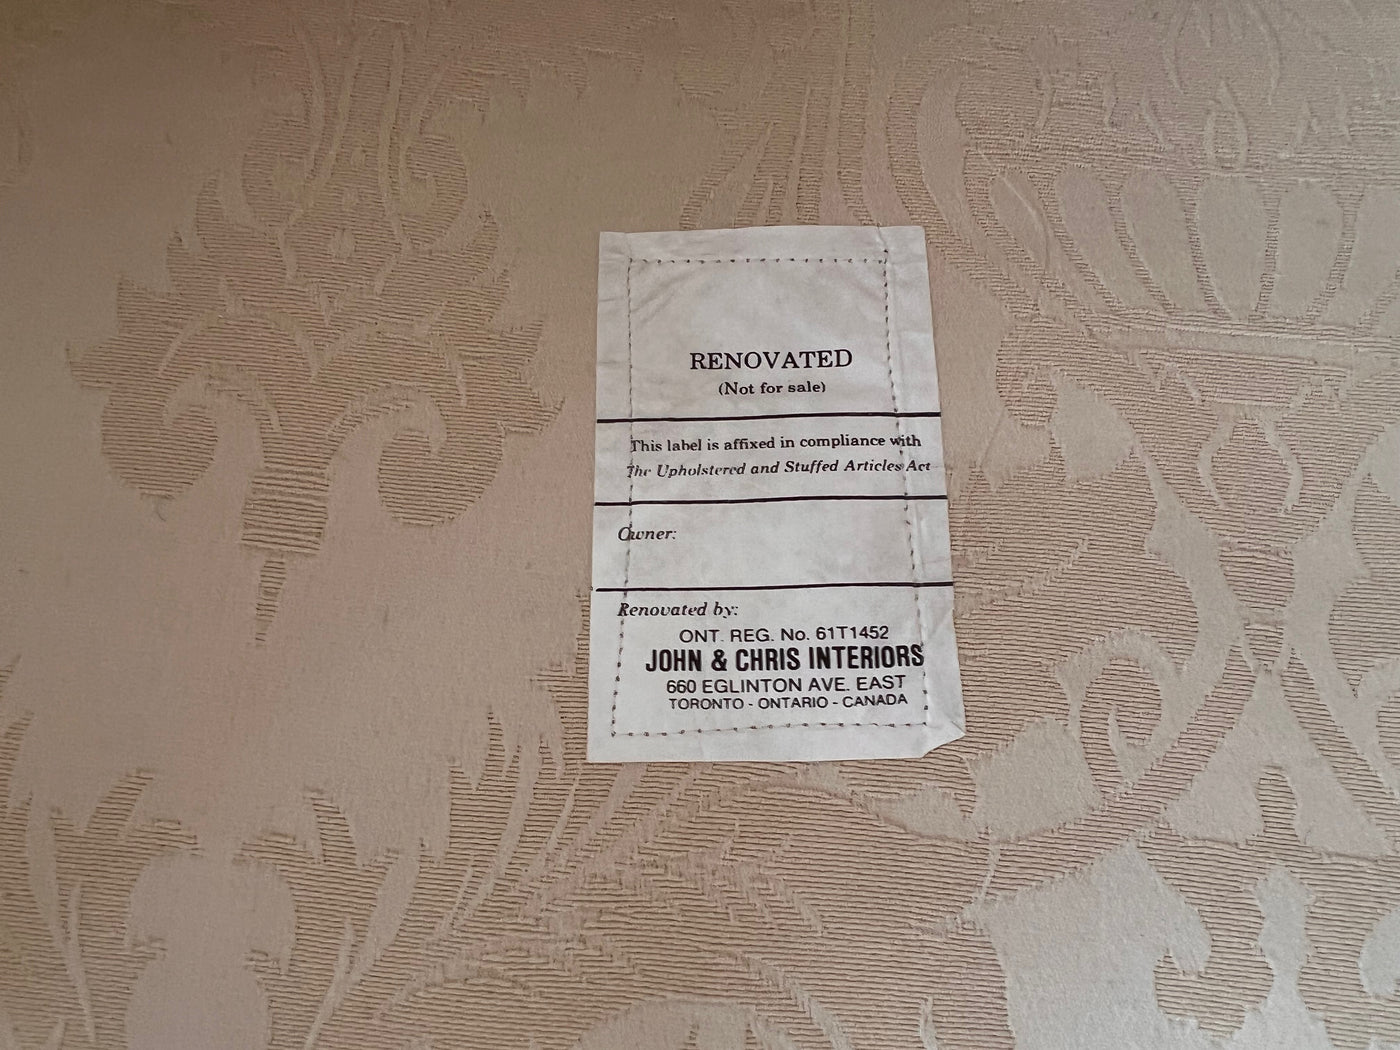 RENOVATED
(Not for sale)
This label is affixed in compliance with
The Upholstered and Stuffed Articles Act
Owner:
Renovated by:
ONT. REG. No. 61T1452
JOHN & CHRIS INTERIORS
660 EGLINTON AVE. EAST
TORONTO - ONTARIO - CANADA